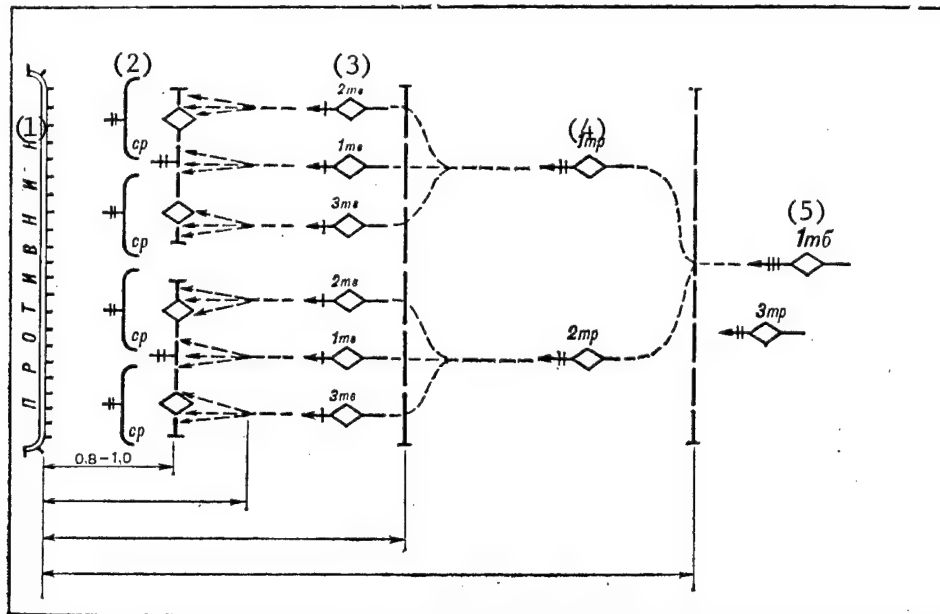 (1)
ПРОТИВНИК
(2)
ср
ср
ср
ср
(3)
2тв
1тв
3тв
2тв
1тв
3тв
(4)
1тр
2тр
(5)
1тб
3тр
0,8–1,0